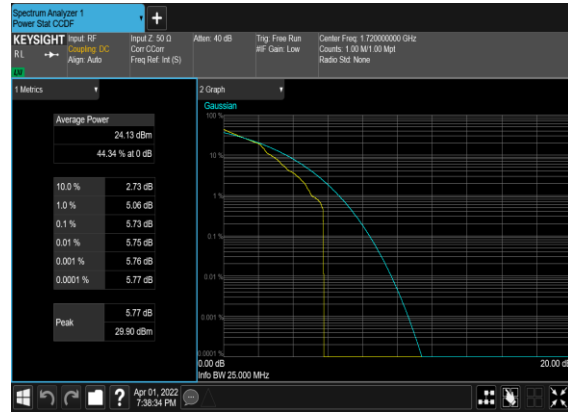 Spectrum Analyzer 1
Power Stat CCDF
KEYSIGHT
R L
LW
Input: RF
Coupling: DC
Align: Auto
Input Z: 50 Ω
Corr CCorr
Freq Ref: Int (S)
Atten: 40 dB
Trig: Free Run
#IF Gain: Low
Center Freq: 1.720000000 GHz
Counts: 1.00 M/1.00 Mpt
Radio Std: None
1 Metrics
Average Power
24.13 dBm
44.34 % at 0 dB
10.0 % 2.73 dB
1.0 % 5.06 dB
0.1 % 5.73 dB
0.01 % 5.75 dB
0.001 % 5.76 dB
0.0001 % 5.77 dB
Peak
5.77 dB
29.90 dBm
2 Graph
Gaussian
100 %
10 %
1 %
0.1 %
0.01 %
0.001 %
0.0001 %
0.00 dB
20.00 dB
Info BW 25.000 MHz
Apr 01, 2022
7:38:34 PM